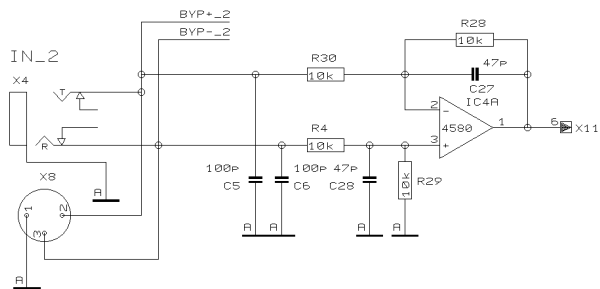 BYP+_2
BYP-_2
IN_2
X4
T
R
X8
1
2
3
A
A
R30
10k
R4
10k
100p
C5
100p
C6
47p
C28
10k
R29
A
A
A
A
R28
10k
47p
C27
IC4A
2
-
4580
3
+
1
6
X11